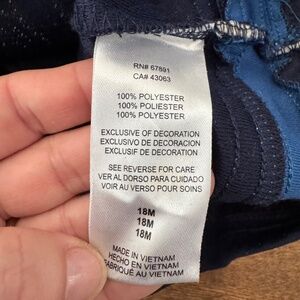 RN# 67891
CA# 43063
100% POLYESTER
100% POLIESTER
100% POLYESTER
EXCLUSIVE OF DECORATION
EXCLUSIVO DE DECORACION
EXCLUSIF DE DECORATION
SEE REVERSE FOR CARE
VER AL DORSO PARA CUIDADO
VOIR AU VERSO POUR SOINS
18M
18M
18M
MADE IN VIETNAM
HECHO EN VIETNAM
FABRIQUÉ AU VIETNAM